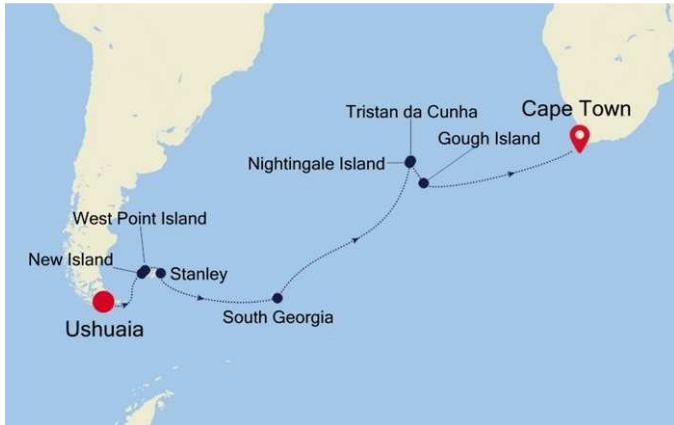 Tristan da Cunha
Cape Town
Gough Island
Nightingale Island
West Point Island
New Island
Stanley
South Georgia
Ushuaia